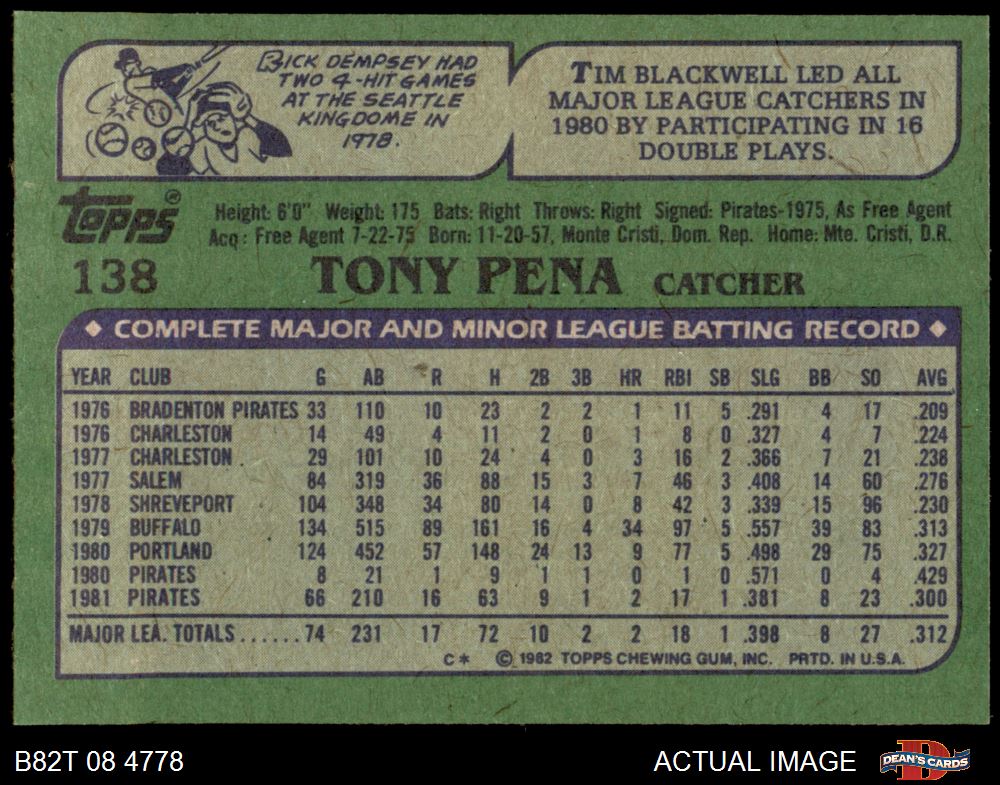 RICK DEMPSEY HAD
TWO 4-HIT GAMES
AT THE SEATTLE
KINGDOME IN
1978.
TIM BLACKWELL LED ALL
MAJOR LEAGUE CATCHERS IN
1980 BY PARTICIPATING IN 16
DOUBLE PLAYS.
Topps®
Height: 6'0" Weight: 175 Bats: Right Throws: Right Signed: Pirates-1975, As Free Agent
Acq: Free Agent 7-22-75 Born: 11-20-57, Monte Cristi, Dom. Rep. Home: Mte. Cristi, D.R.
138 TONY PENA CATCHER
◆ COMPLETE MAJOR AND MINOR LEAGUE BATTING RECORD ◆
YEAR CLUB G AB R H 2B 3B HR RBI SB SLG BB SO AVG
1976 BRADENTON PIRATES 33 110 10 23 2 2 1 11 5 .291 4 17 .209
1976 CHARLESTON 14 49 4 11 2 0 1 8 0 .327 4 7 .224
1977 CHARLESTON 29 101 10 24 4 0 3 16 2 .366 7 21 .238
1977 SALEM 84 319 36 88 15 3 7 46 3 .408 14 60 .276
1978 SHREVEPORT 104 348 34 80 14 0 8 42 3 .339 15 96 .230
1979 BUFFALO 134 515 89 161 16 4 34 97 5 .557 39 83 .313
1980 PORTLAND 124 452 57 148 24 13 9 77 5 .498 29 75 .327
1980 PIRATES 8 21 1 9 1 1 0 1 0 .571 0 4 .429
1981 PIRATES 66 210 16 63 9 1 2 17 1 .381 8 23 .300
MAJOR LEA. TOTALS......74 231 17 72 10 2 2 18 1 .398 8 27 .312
C* © 1982 TOPPS CHEWING GUM, INC. PRTD. IN U.S.A.
B82T 08 4778 ACTUAL IMAGE D DEAN'S CARDS